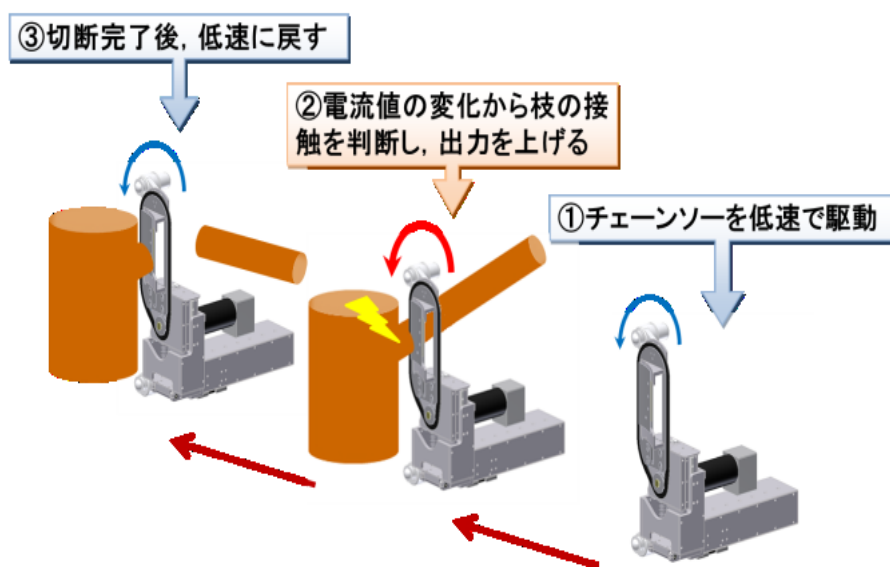 ③切断完了後, 低速に戻す
②電流値の変化から枝の接
触を判断し, 出力を上げる
①チェーンソーを低速で駆動